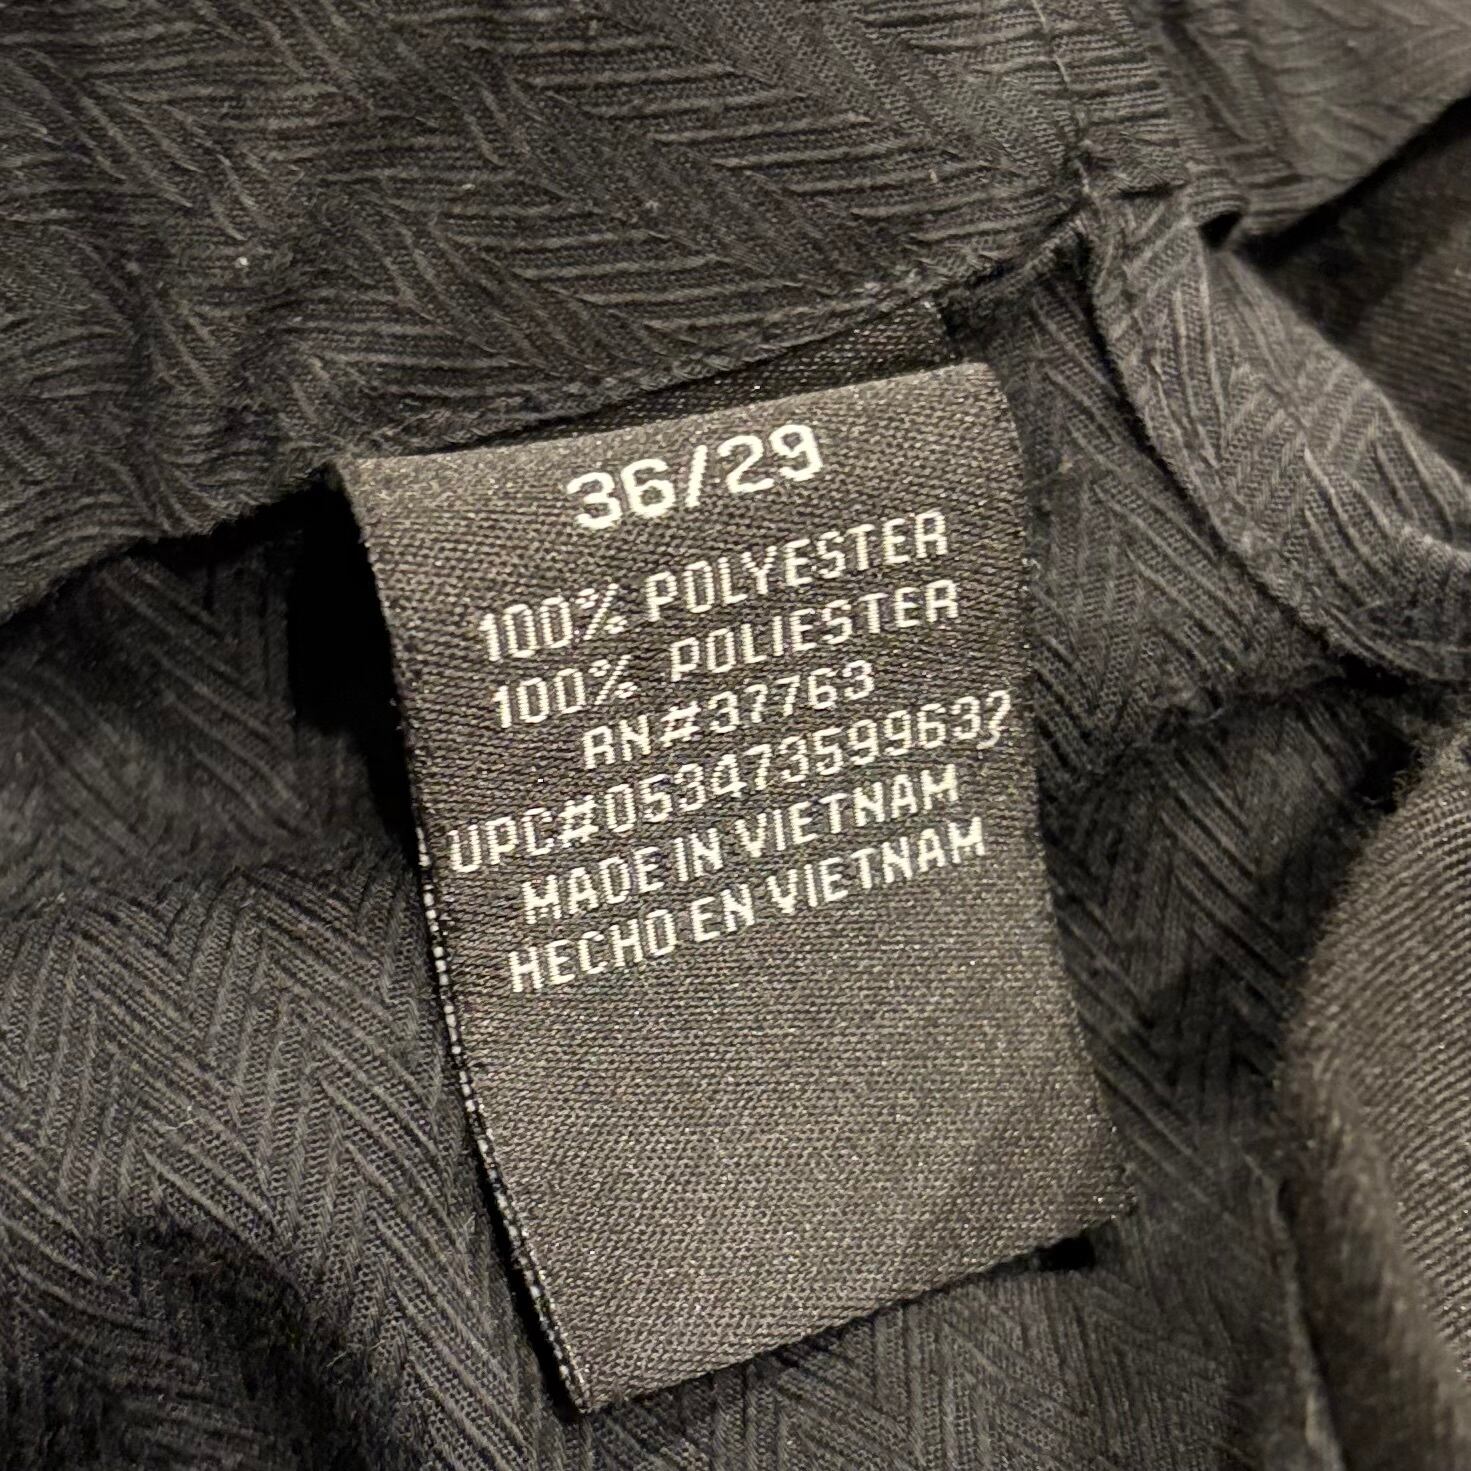 36/29
100% POLYESTER
100% POLIESTER
RN#37763
UPC#053473599632
MADE IN VIETNAM
HECHO EN VIETNAM